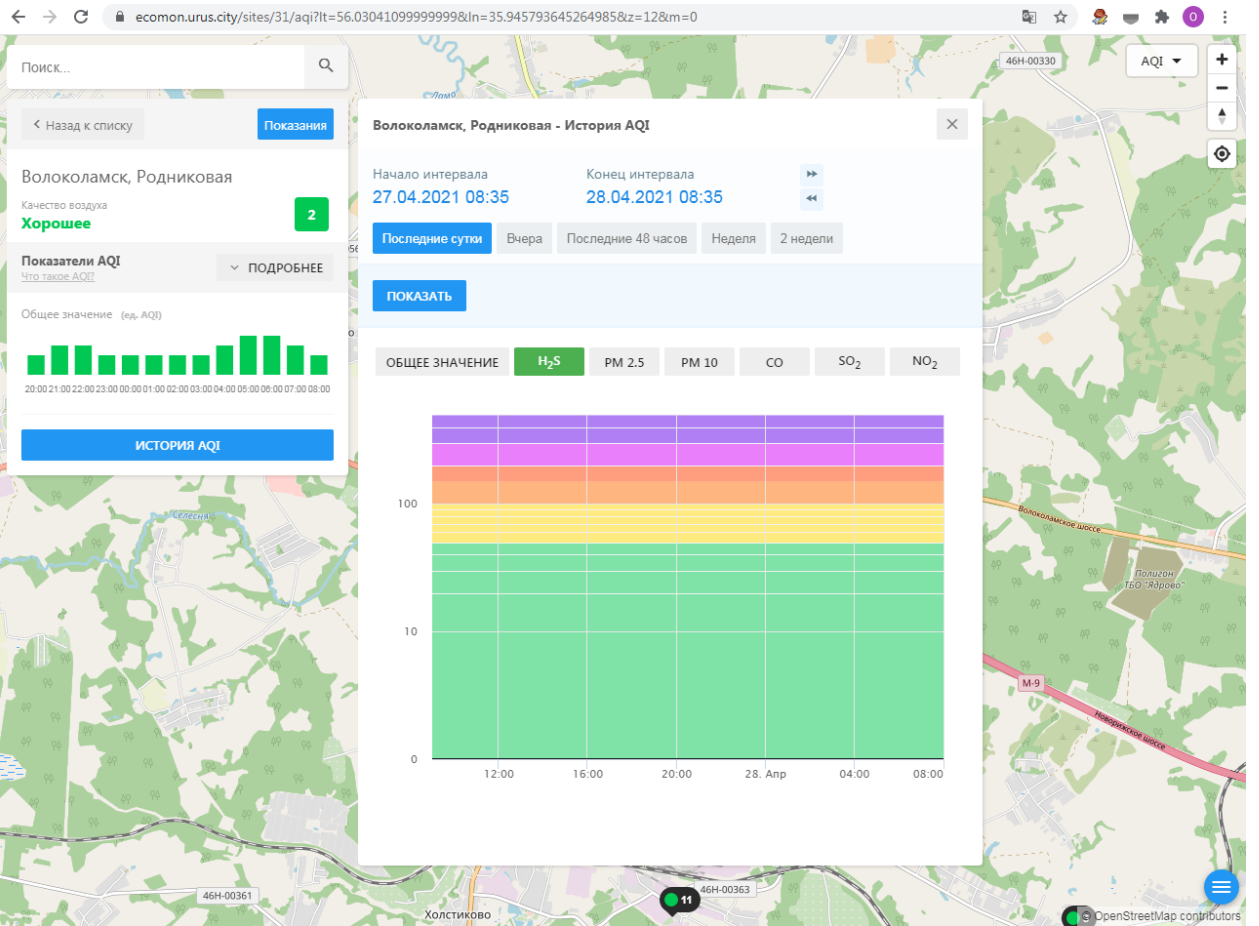 ecomon.urus.city/sites/31/aqi?lt=56.030410999999999&ln=35.945793645264985&z=12&m=0
О
Поиск...
46Н-00330
AQI
Назад к списку
Показания
Волоколамск, Родниковая
Качество воздуха
Хорошее
2
Показатели AQI
Что такое AQI?
ПОДРОБНЕЕ
Общее значение (ед. AQI)
20:00 21:00 22:00 23:00 00:00 01:00 02:00 03:00 04:00 05:00 06:00 07:00 08:00
ИСТОРИЯ AQI
Волоколамск, Родниковая - История AQI
Начало интервала
Конец интервала
27.04.2021 08:35
28.04.2021 08:35
Последние сутки
Вчера
Последние 48 часов
Неделя
2 недели
ПОКАЗАТЬ
ОБЩЕЕ ЗНАЧЕНИЕ
H2S
PM 2.5
PM 10
CO
SO2
NO2
100
10
0
12:00
16:00
20:00
28. Апр
04:00
08:00
Селесня
Волоколамское шоссе
Полигон
ТБО "Ядрово"
М-9
Новорижское шоссе
46Н-00361
46Н-00363
11
Холстиково
© OpenStreetMap contributors